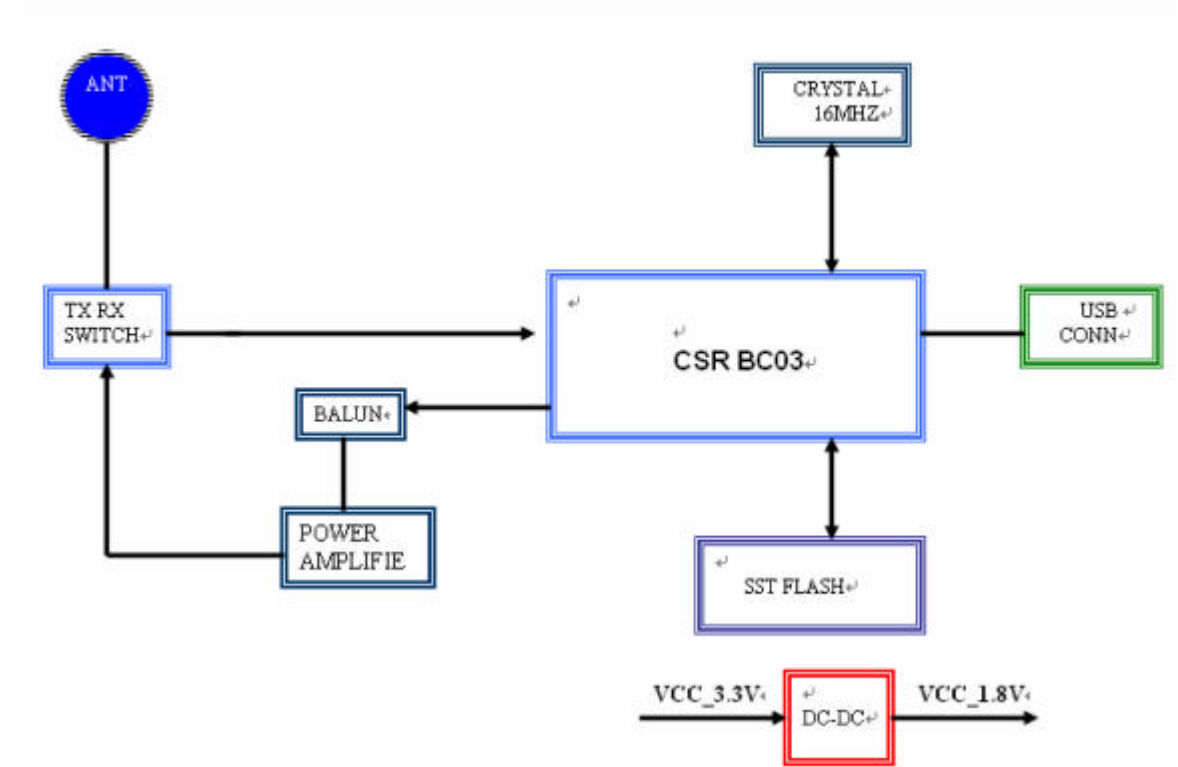 ANT
CRYSTAL
16MHZ
TX RX
SWITCH
USB
CONN
CSR BC03
BALUN
POWER
AMPLIFIE
SST FLASH
VCC_3.3V
DC-DC
VCC_1.8V